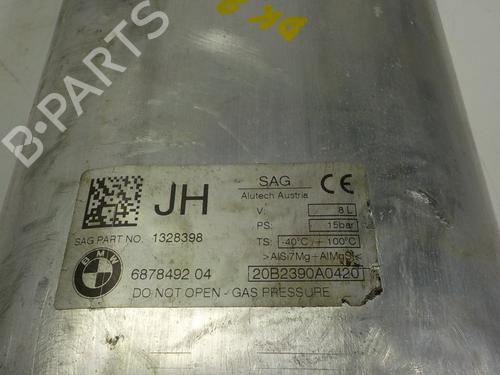 DK 8
B-PARTS
JH
SAG
CE
Alutech Austria
V: 8 L
PS: 15bar
SAG PART NO. 1328398
TS: -40°C / + 100°C
>AlSi7Mg+AlMgSi<
BMW
6878492 04
20B2390A0420
DO NOT OPEN - GAS PRESSURE